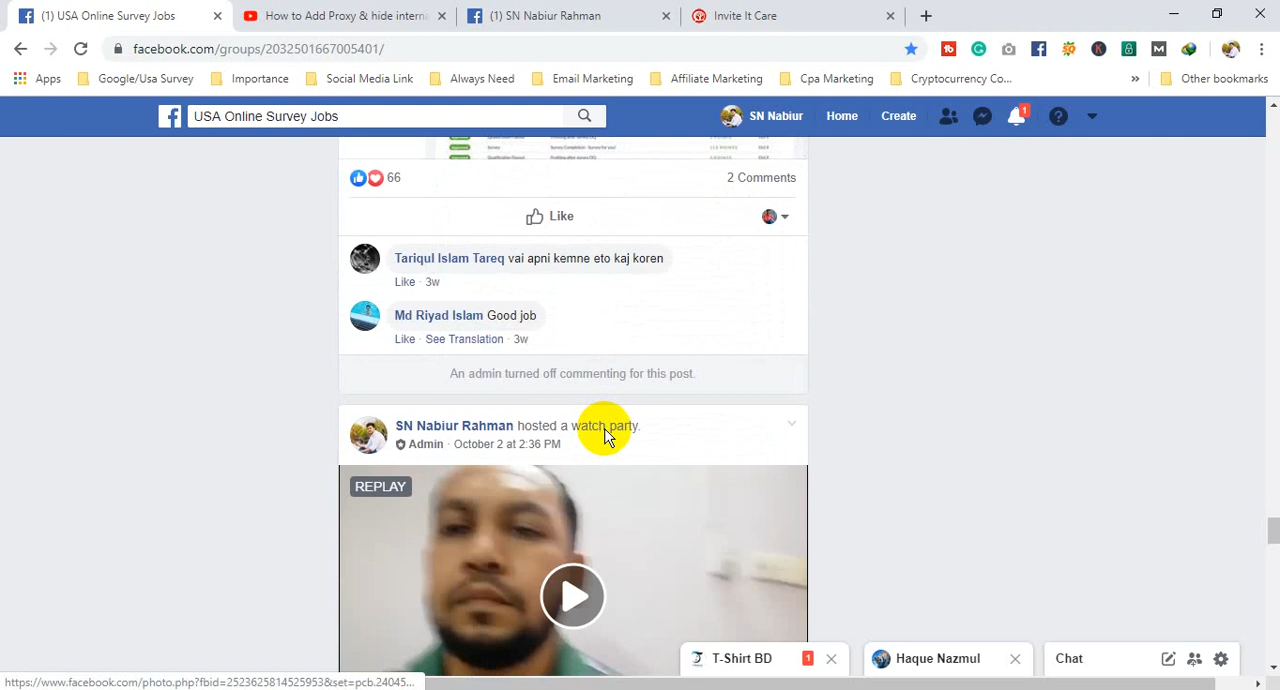 (1) USA Online Survey Jobs
How to Add Proxy & hide intern
(1) SN Nabiur Rahman
Invite It Care
facebook.com/groups/2032501667005401/
Apps
Google/Usa Survey
Importance
Social Media Link
Always Need
Email Marketing
Affiliate Marketing
Cpa Marketing
Cryptocurrency Co...
Other bookmarks
USA Online Survey Jobs
SN Nabiur
Home
Create
1
66
2 Comments
Like
Tariqul Islam Tareq vai apni kemne eto kaj koren
Like · 3w
Md Riyad Islam Good job
Like · See Translation · 3w
An admin turned off commenting for this post.
SN Nabiur Rahman hosted a watch party.
Admin · October 2 at 2:36 PM
REPLAY
T-Shirt BD 1
Haque Nazmul
Chat
https://www.facebook.com/photo.php?fbid=2523625814525953&set=pcb.24045...